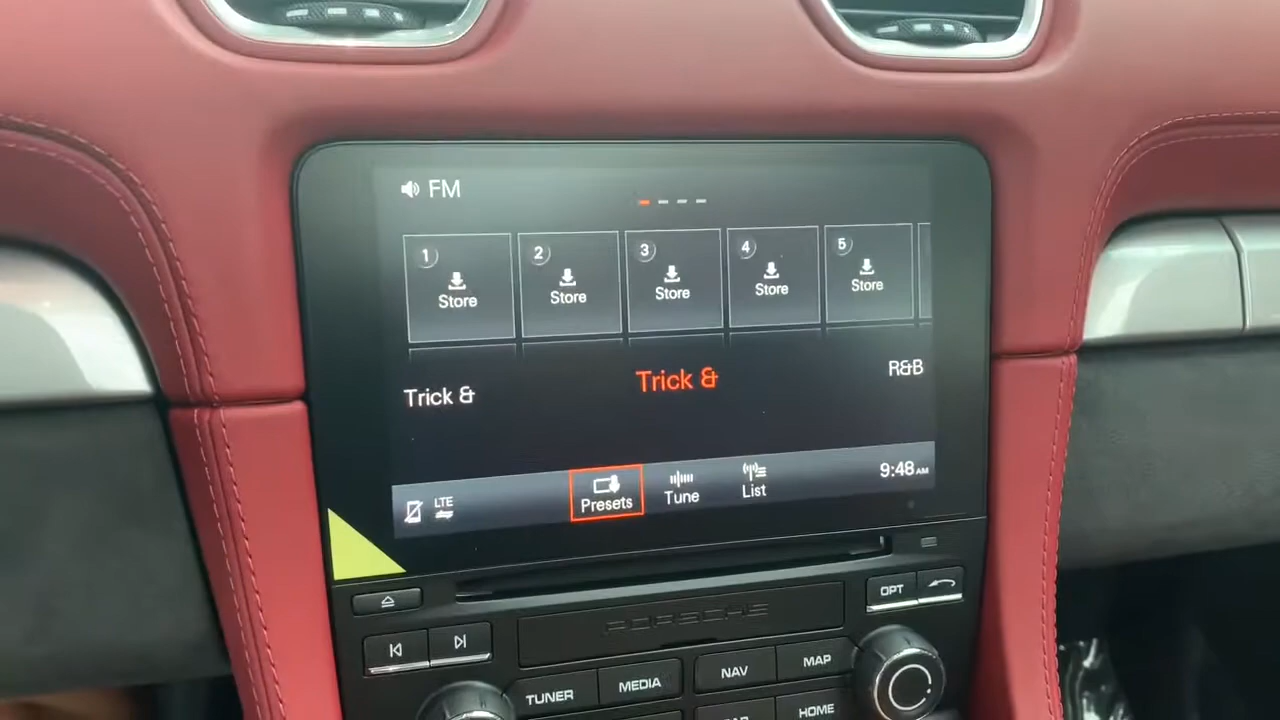 FM
1 2 3 4 5
Store Store Store Store Store
Trick & Trick & R&B
LTE Presets Tune List 9:48 AM
OPT
PORSCHE
TUNER MEDIA NAV MAP
HOME